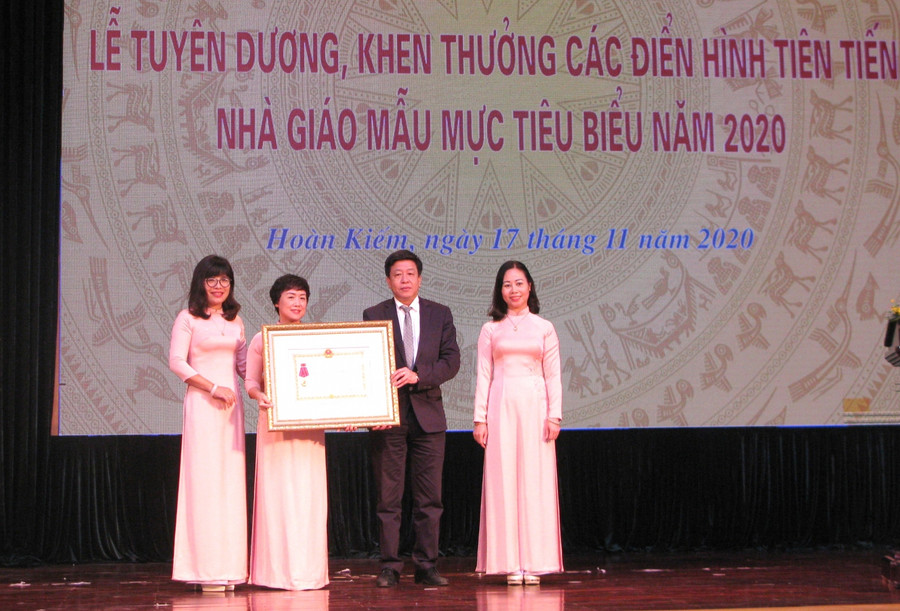 LỄ TUYÊN DƯƠNG, KHEN THƯỞNG CÁC ĐIỂN HÌNH TIÊN TIẾN
NHÀ GIÁO MẪU MỰC TIÊU BIỂU NĂM 2020
Hoàn Kiếm, ngày 17 tháng 11 năm 2020